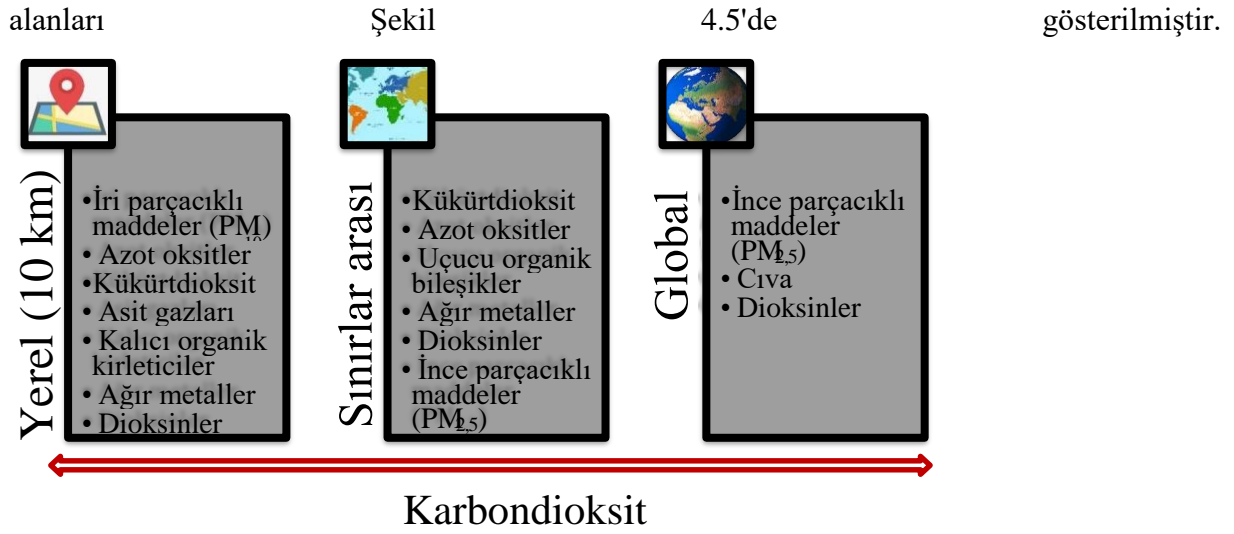 alanları Şekil 4.5'de gösterilmiştir.
Yerel (10 km)
•İri parçacıklı
maddeler (PM10)
• Azot oksitler
•Kükürtdioksit
• Asit gazları
• Kalıcı organik
kirleticiler
• Ağır metaller
• Dioksinler
Sınırlar arası
•Kükürtdioksit
• Azot oksitler
• Uçucu organik
bileşikler
• Ağır metaller
• Dioksinler
• İnce parçacıklı
maddeler
(PM2,5)
Global
•İnce parçacıklı
maddeler
(PM2,5)
• Cıva
• Dioksinler
Karbondioksit